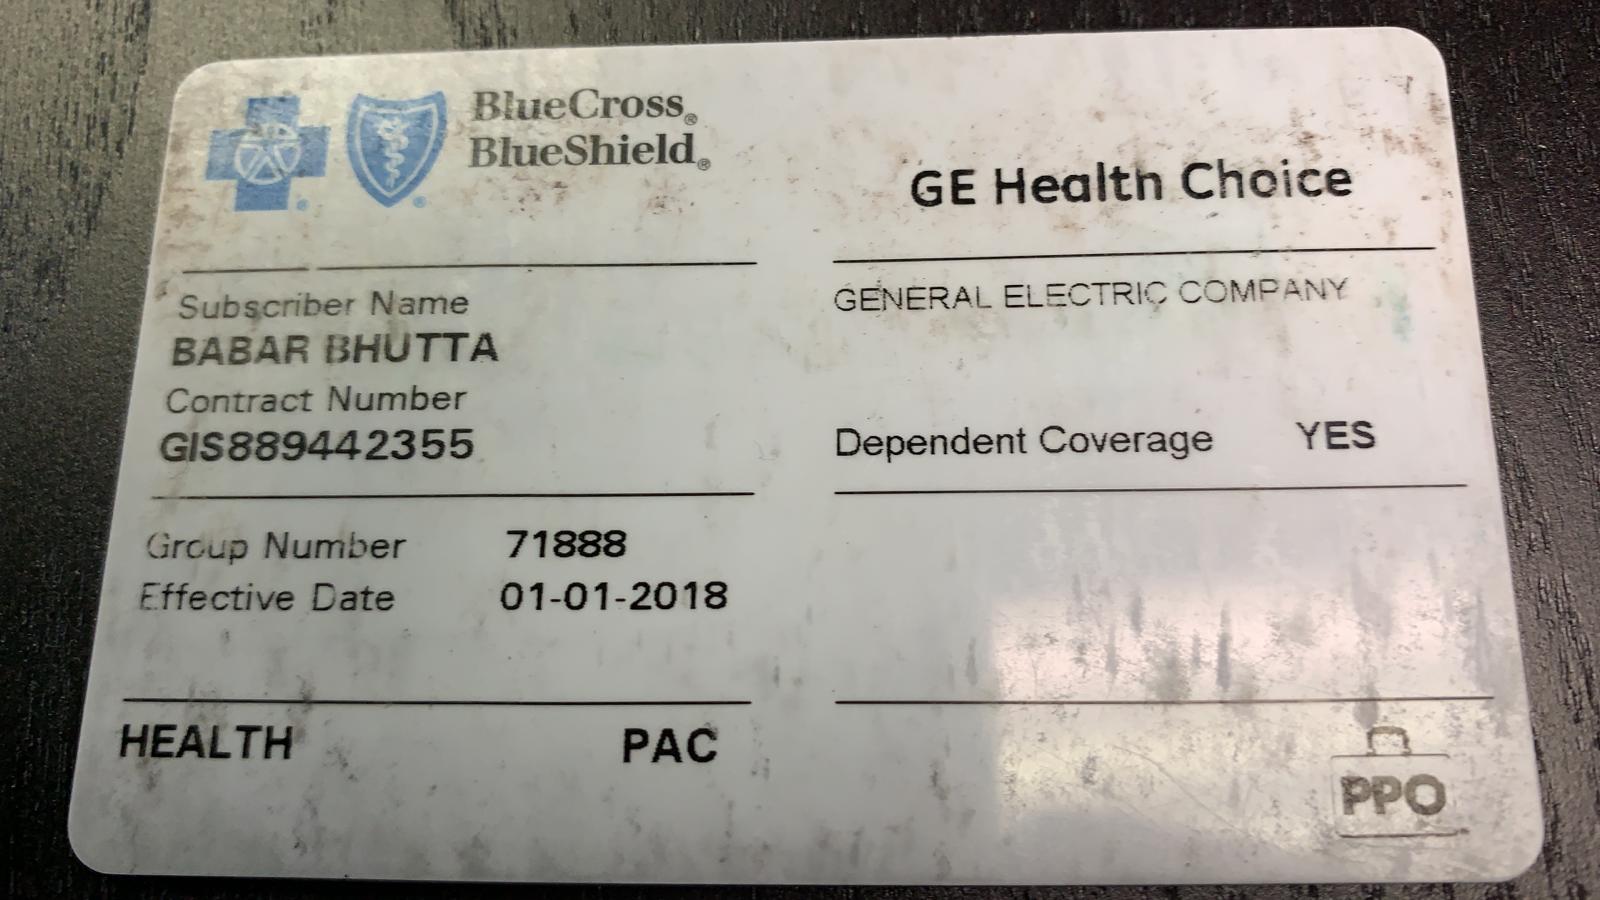 BlueCross®
BlueShield®
GE Health Choice
Subscriber Name
BABAR BHUTTA
Contract Number
GIS889442355
GENERAL ELECTRIC COMPANY
Dependent Coverage YES
Group Number 71888
Effective Date 01-01-2018
HEALTH PAC
PPO